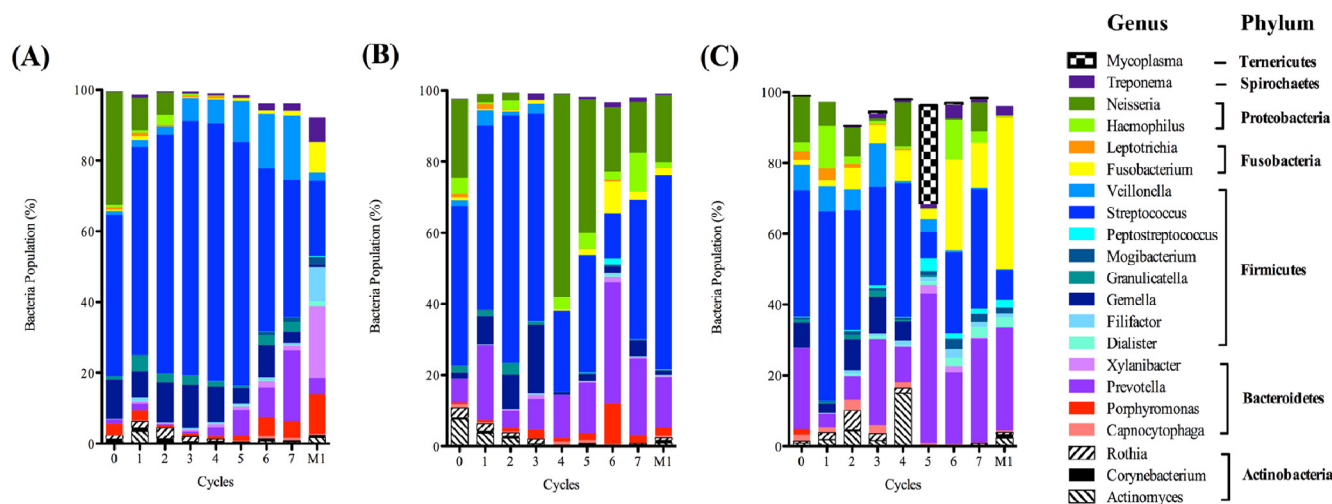 (A)
100
80
60
40
20
0
Bacteria Population (%)
0 1 2 3 4 5 6 7 M1
Cycles
(B)
100
80
60
40
20
0
Bacteria Population (%)
0 1 2 3 4 5 6 7 M1
Cycles
(C)
100
80
60
40
20
0
Bacteria Population (%)
0 1 2 3 4 5 6 7 M1
Cycles
Genus Phylum
Mycoplasma Ternericutes
Treponema Spirochaetes
Neisseria
Proteobacteria
Haemophilus
Leptotrichia
Fusobacteria
Fusobacterium
Veillonella
Streptococcus
Peptostreptococcus
Mogibacterium
Firmicutes
Granulicatella
Gemella
Filifactor
Dialister
Xylanibacter
Prevotella
Bacteroidetes
Porphyromonas
Capnocytophaga
Rothia
Corynebacterium Actinobacteria
Actinomyces